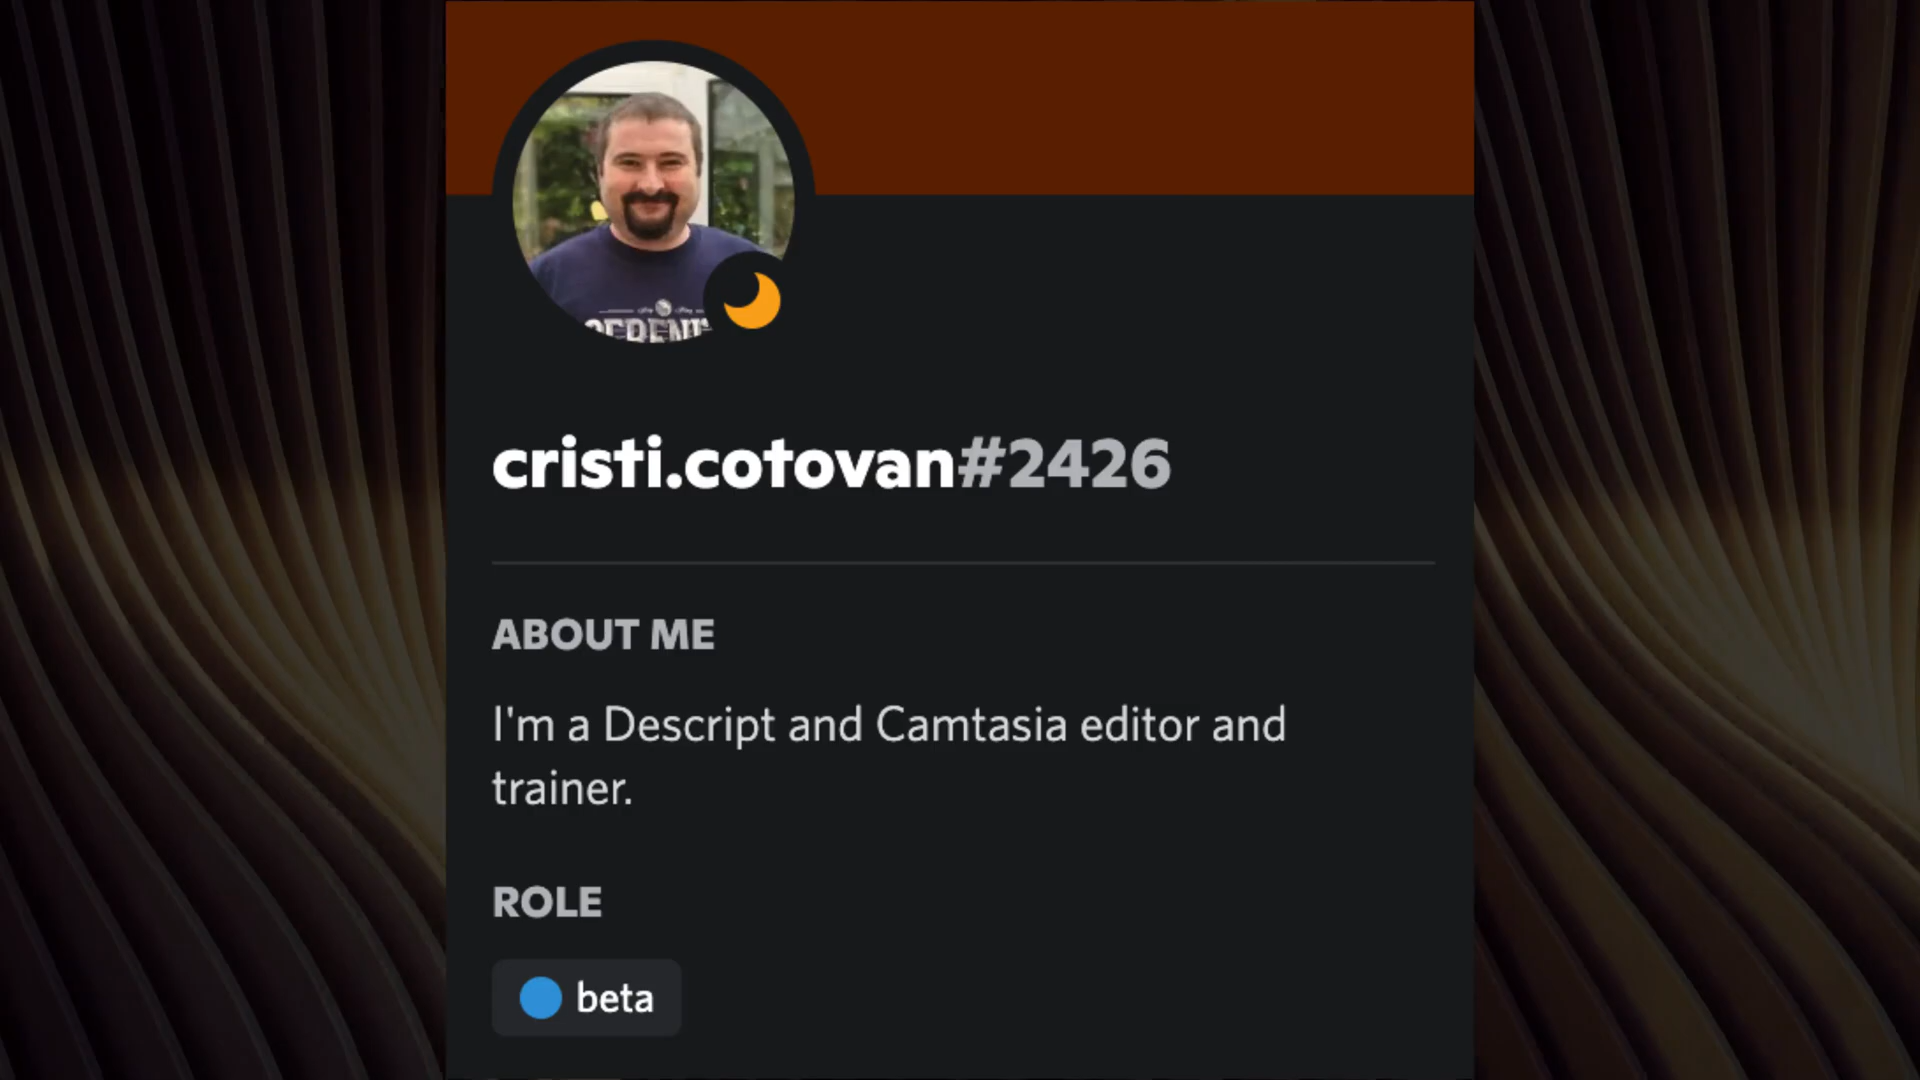 cristi.cotovan#2426
ABOUT ME
I'm a Descript and Camtasia editor and
trainer.
ROLE
beta